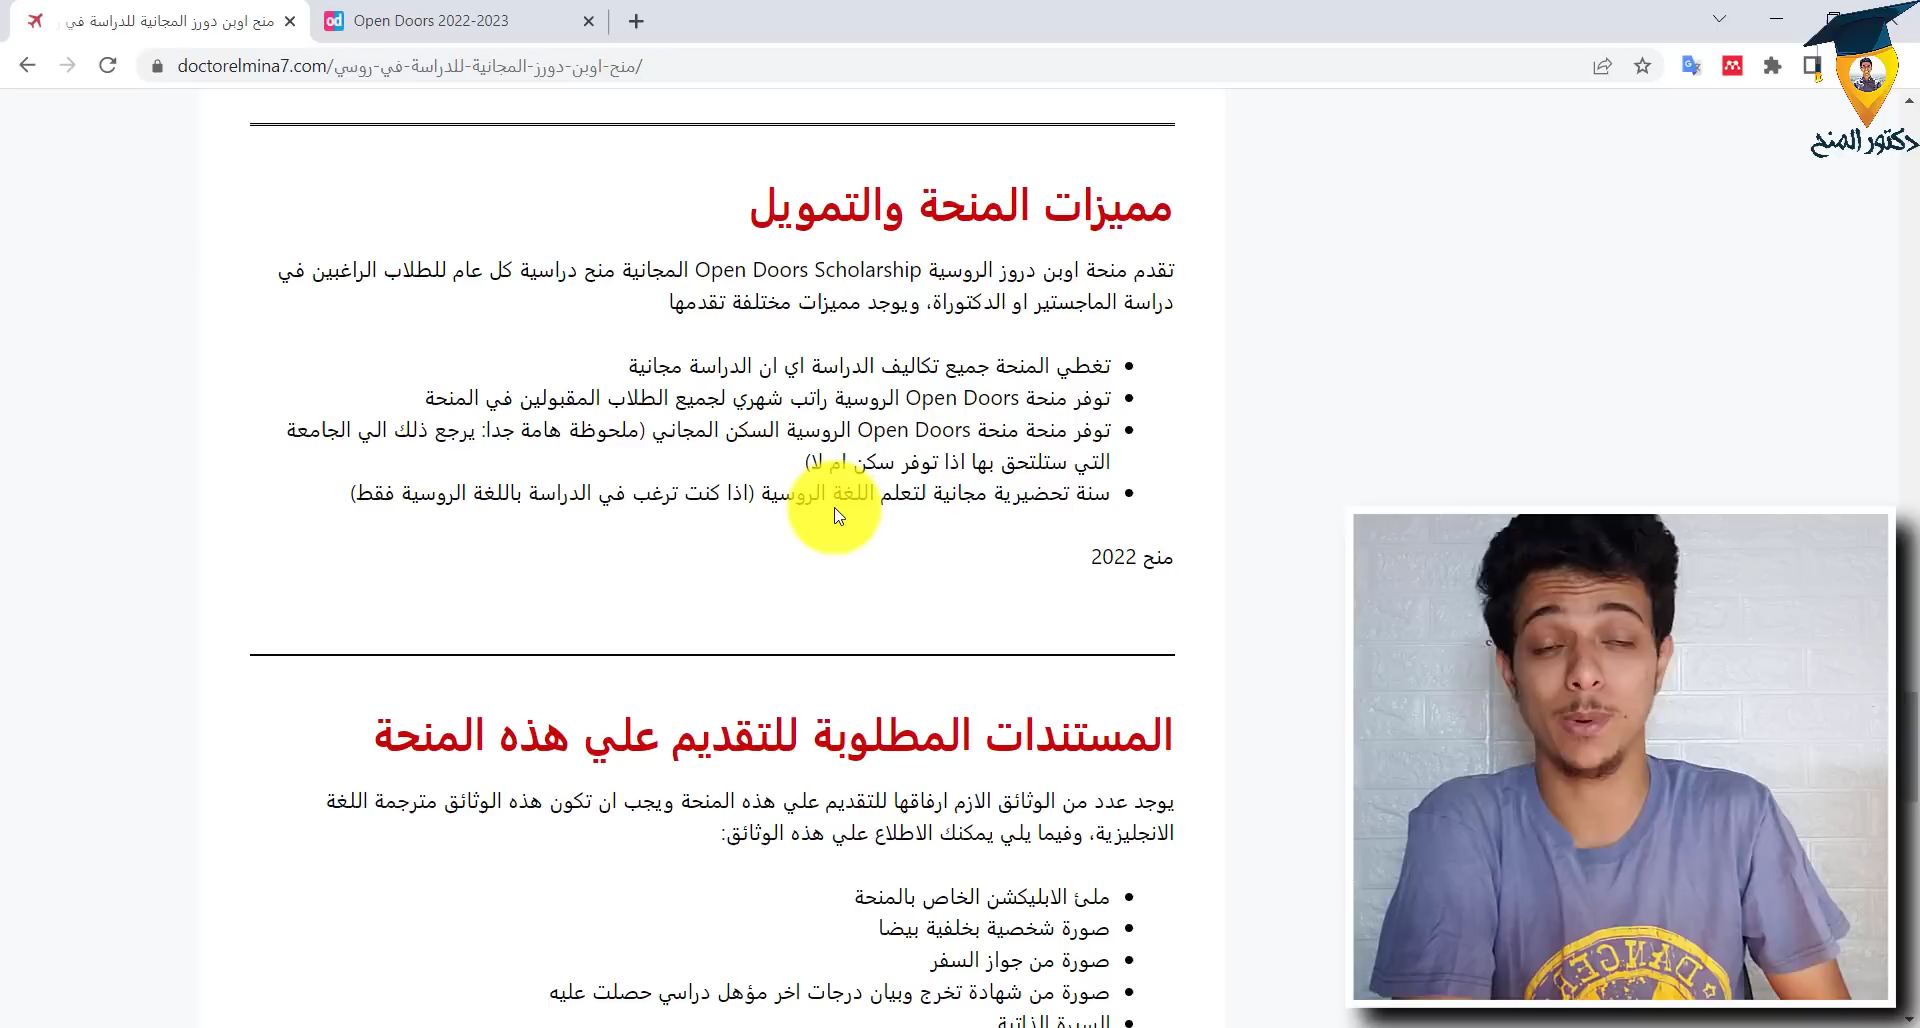 منح اوبن دورز المجانية للدراسة في
Open Doors 2022-2023
doctorelmina7.com/منح-اوبن-دورز-المجانية-للدراسة-في-روسي/
دكتور المنح
مميزات المنحة والتمويل
تقدم منحة اوبن دروز الروسية Open Doors Scholarship المجانية منح دراسية كل عام للطلاب الراغبين في
دراسة الماجستير او الدكتوراة، ويوجد مميزات مختلفة تقدمها
تغطي المنحة جميع تكاليف الدراسة اي ان الدراسة مجانية
توفر منحة Open Doors الروسية راتب شهري لجميع الطلاب المقبولين في المنحة
توفر منحة منحة Open Doors الروسية السكن المجاني (ملحوظة هامة جدا: يرجع ذلك الي الجامعة
التي ستلتحق بها اذا توفر سكن ام لا)
سنة تحضيرية مجانية لتعلم اللغة الروسية (اذا كنت ترغب في الدراسة باللغة الروسية فقط)
منح 2022
المستندات المطلوبة للتقديم علي هذه المنحة
يوجد عدد من الوثائق الازم ارفاقها للتقديم علي هذه المنحة ويجب ان تكون هذه الوثائق مترجمة اللغة
الانجليزية، وفيما يلي يمكنك الاطلاع علي هذه الوثائق:
ملئ الابليكشن الخاص بالمنحة
صورة شخصية بخلفية بيضا
صورة من جواز السفر
صورة من شهادة تخرج وبيان درجات اخر مؤهل دراسي حصلت عليه
السيرة الذاتية
DANGER